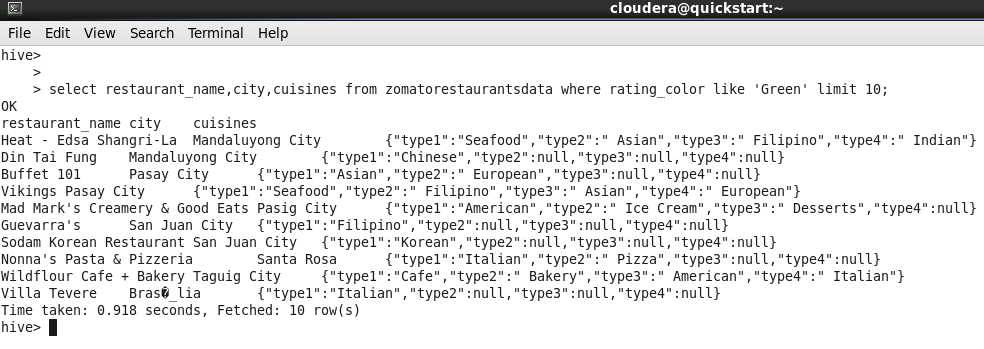 cloudera@quickstart:~
File Edit View Search Terminal Help
hive>
    >
    > select restaurant_name,city,cuisines from zomatorestaurantsdata where rating_color like 'Green' limit 10;
OK
restaurant_name city    cuisines
Heat - Edsa Shangri-La  Mandaluyong City        {"type1":"Seafood","type2":" Asian","type3":" Filipino","type4":" Indian"}
Din Tai Fung    Mandaluyong City        {"type1":"Chinese","type2":null,"type3":null,"type4":null}
Buffet 101      Pasay City      {"type1":"Asian","type2":" European","type3":null,"type4":null}
Vikings Pasay City      {"type1":"Seafood","type2":" Filipino","type3":" Asian","type4":" European"}
Mad Mark's Creamery & Good Eats Pasig City      {"type1":"American","type2":" Ice Cream","type3":" Desserts","type4":null}
Guevarra's      San Juan City   {"type1":"Filipino","type2":null,"type3":null,"type4":null}
Sodam Korean Restaurant San Juan City   {"type1":"Korean","type2":null,"type3":null,"type4":null}
Nonna's Pasta & Pizzeria        Santa Rosa      {"type1":"Italian","type2":" Pizza","type3":null,"type4":null}
Wildflour Cafe + Bakery Taguig City     {"type1":"Cafe","type2":" Bakery","type3":" American","type4":" Italian"}
Villa Tevere    Bras�_lia       {"type1":"Italian","type2":null,"type3":null,"type4":null}
Time taken: 0.918 seconds, Fetched: 10 row(s)
hive>